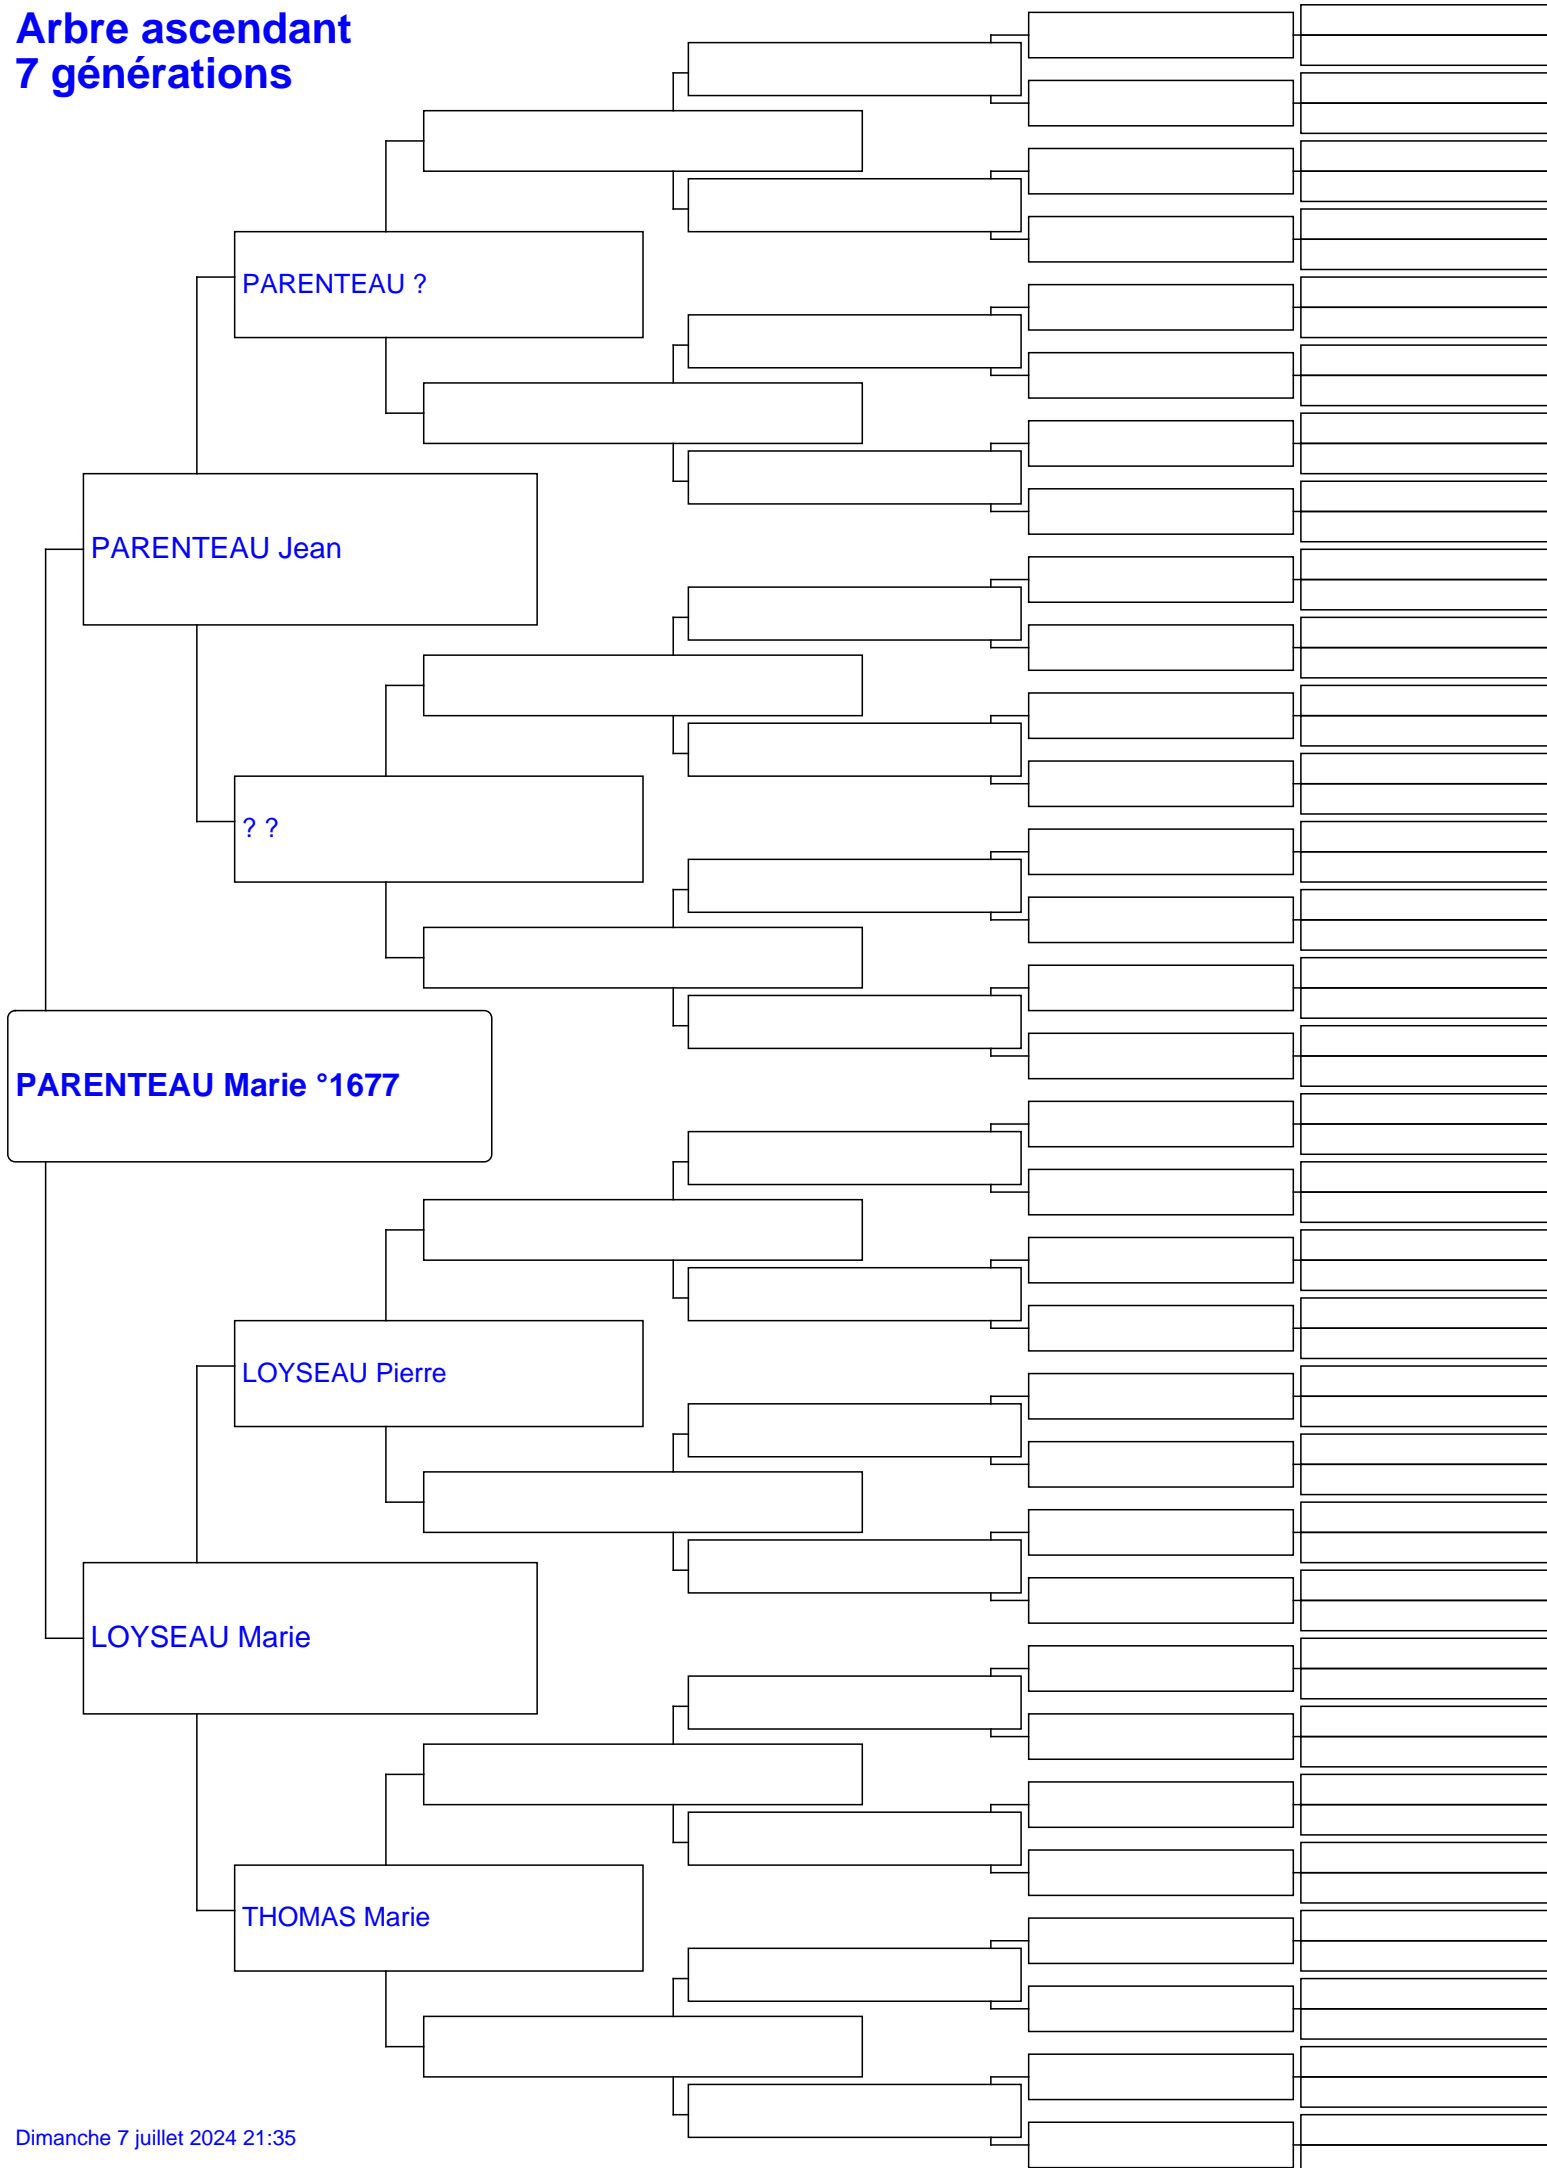 Arbre ascendant
7 générations
PARENTEAU ?
PARENTEAU Jean
? ?
PARENTEAU Marie °1677
LOYSEAU Pierre
LOYSEAU Marie
THOMAS Marie
Dimanche 7 juillet 2024 21:35